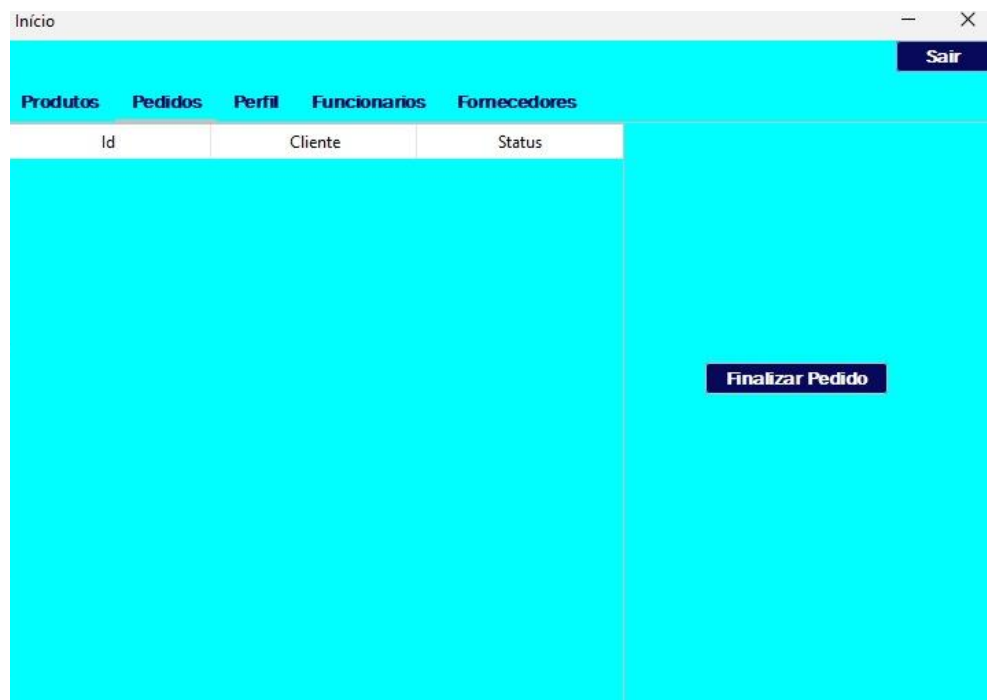 Início
Sair
Produtos Pedidos Perfil Funcionarios Fornecedores
Id Cliente Status
Finalizar Pedido